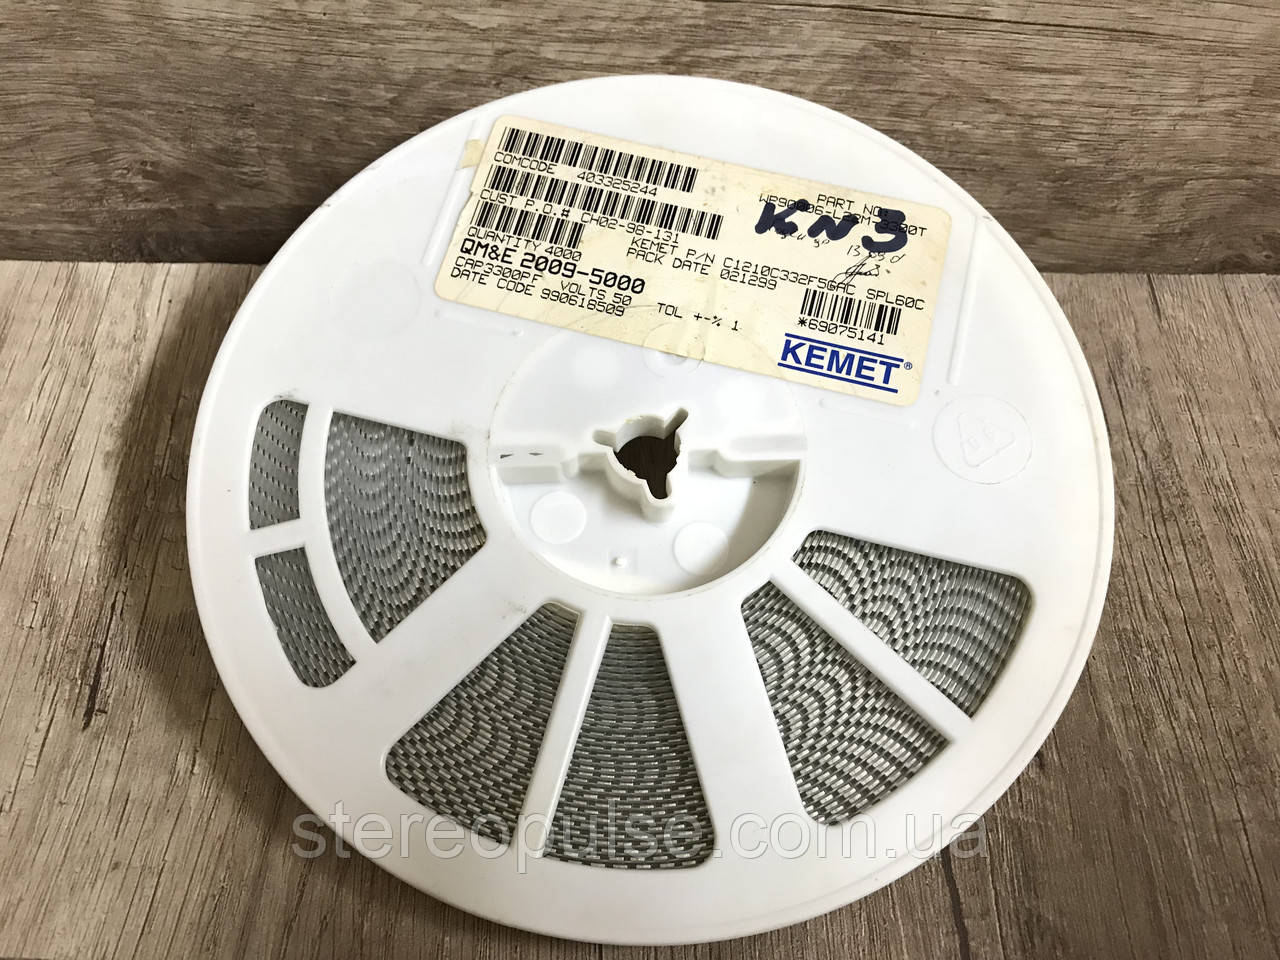 COMCODE 403325244
PART NO:
CUST P.O.# CH02-98-131
QUANTITY 4000
KEMET P/N C1210C332F5GAC SPL60C
QM&E 2009-5000
PACK DATE 021299
CAP 3300PF VOLTS 50 TOL +-% 1
DATE CODE 990618509
*69075141
KEMET®
KN3
stereopulse.com.ua